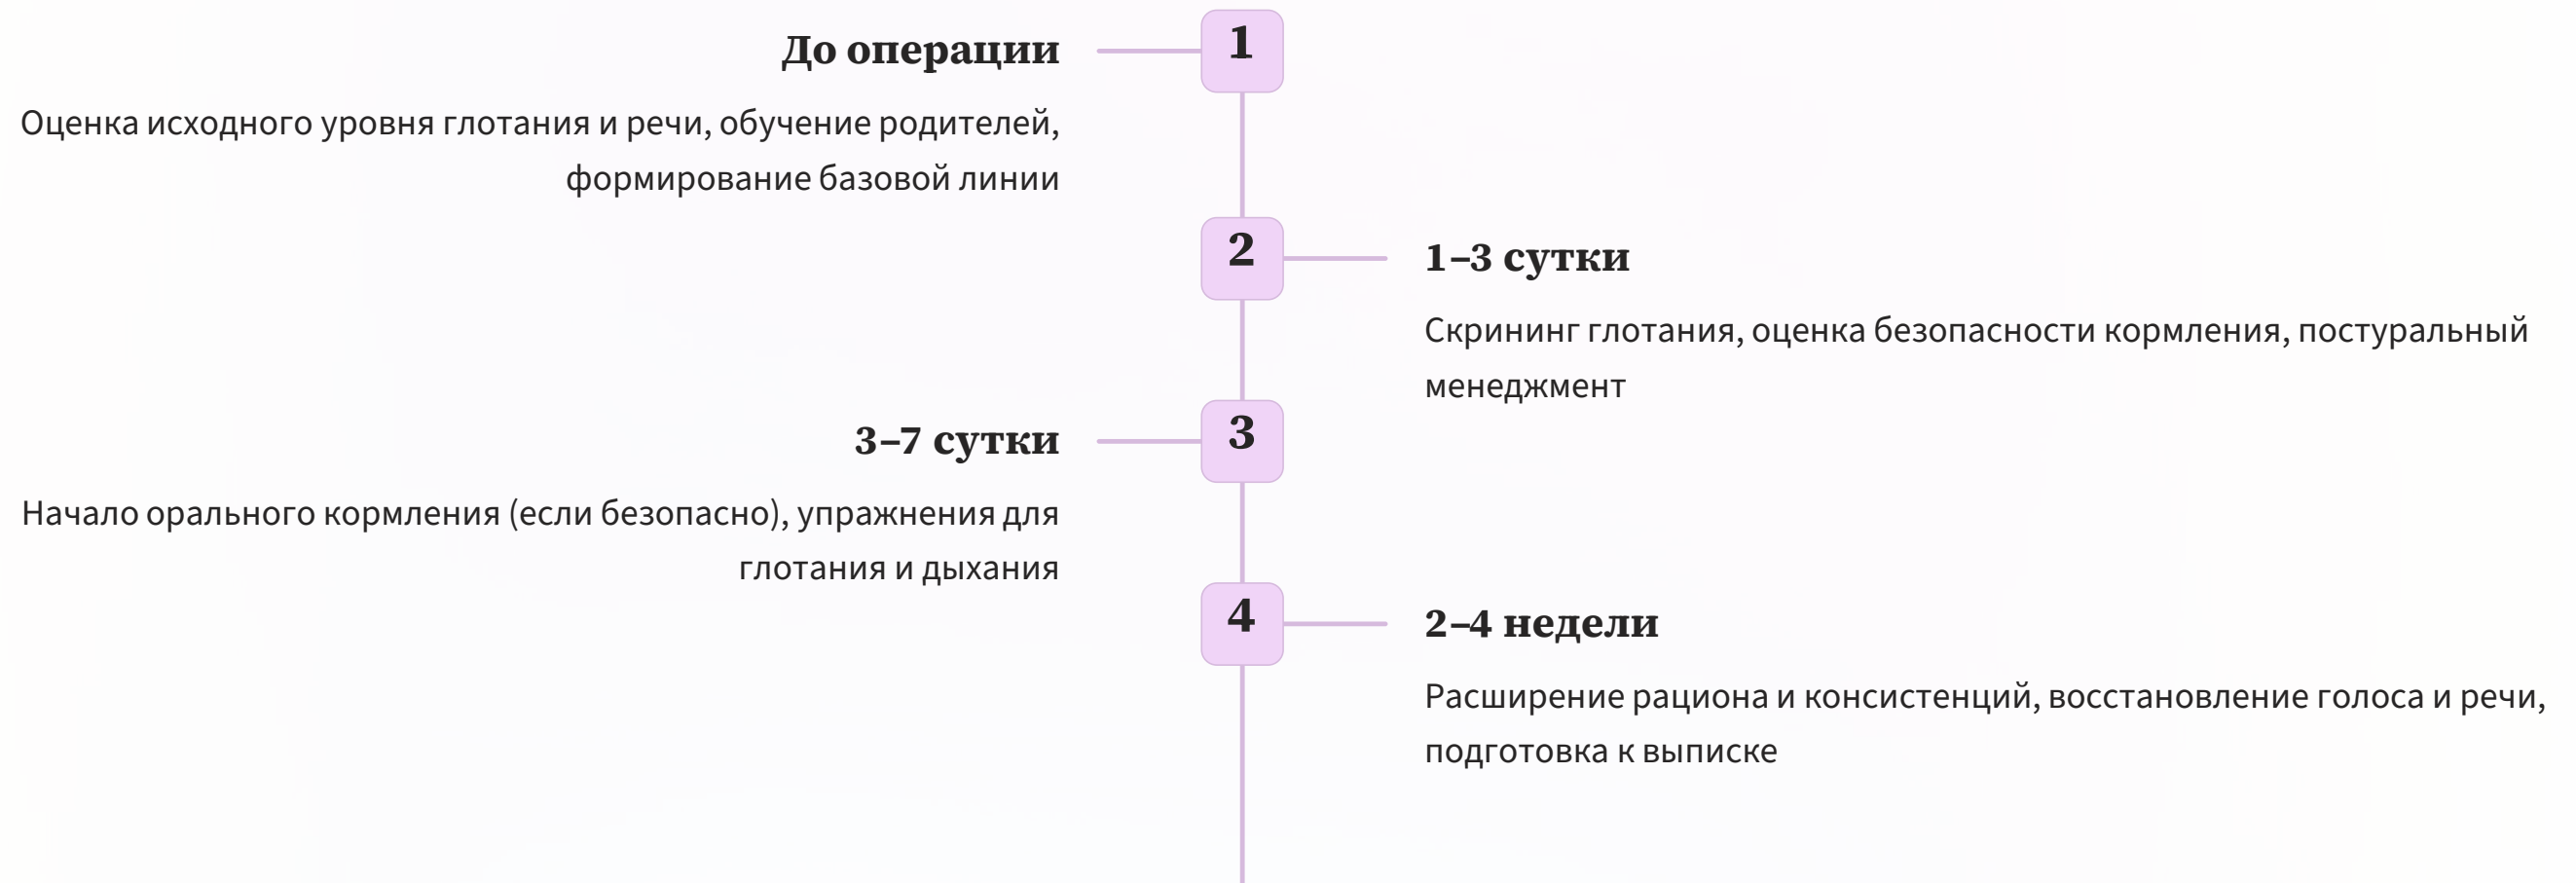 1
До операции
Оценка исходного уровня глотания и речи, обучение родителей,
формирование базовой линии
2
1–3 сутки
Скрининг глотания, оценка безопасности кормления, постуральный
менеджмент
3
3–7 сутки
Начало орального кормления (если безопасно), упражнения для
глотания и дыхания
4
2–4 недели
Расширение рациона и консистенций, восстановление голоса и речи,
подготовка к выписке